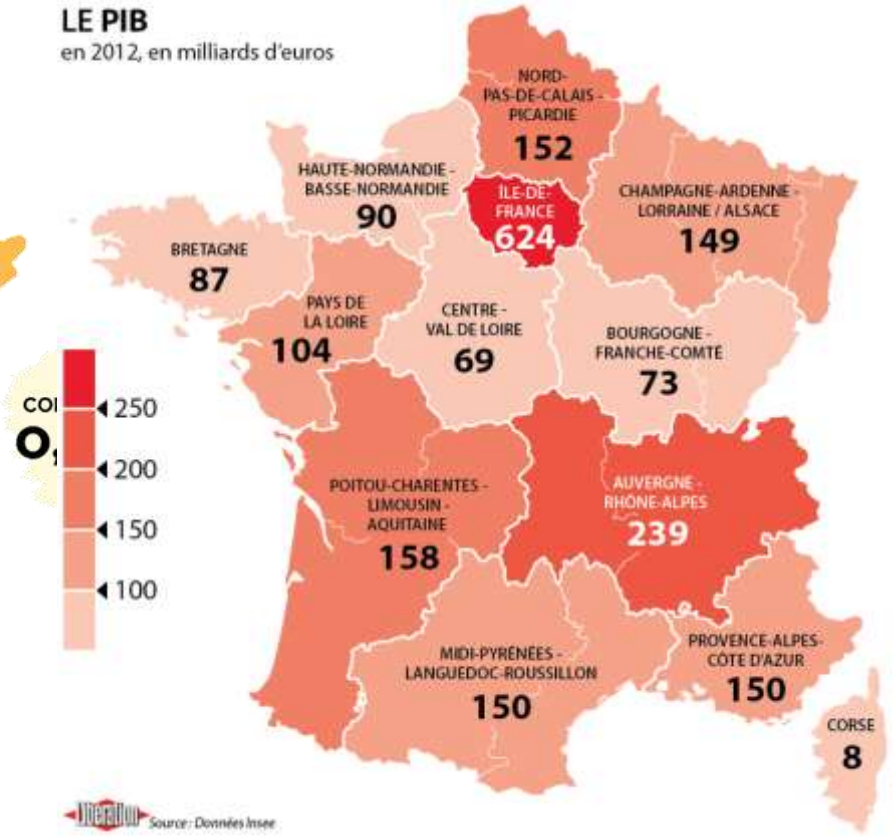 LE PIB
en 2012, en milliards d'euros
NORD-
PAS-DE-CALAIS -
PICARDIE
152
HAUTE-NORMANDIE -
BASSE-NORMANDIE
90
ÎLE-DE-
FRANCE
624
CHAMPAGNE-ARDENNE -
LORRAINE / ALSACE
149
BRETAGNE
87
PAYS DE
LA LOIRE
104
CENTRE -
VAL DE LOIRE
69
BOURGOGNE -
FRANCHE-COMTÉ
73
250
200
150
100
POITOU-CHARENTES -
LIMOUSIN -
AQUITAINE
158
AUVERGNE -
RHÔNE-ALPES
239
MIDI-PYRÉNÉES -
LANGUEDOC-ROUSSILLON
150
PROVENCE-ALPES-
CÔTE D'AZUR
150
CORSE
8
Libération
Source : Données Insee